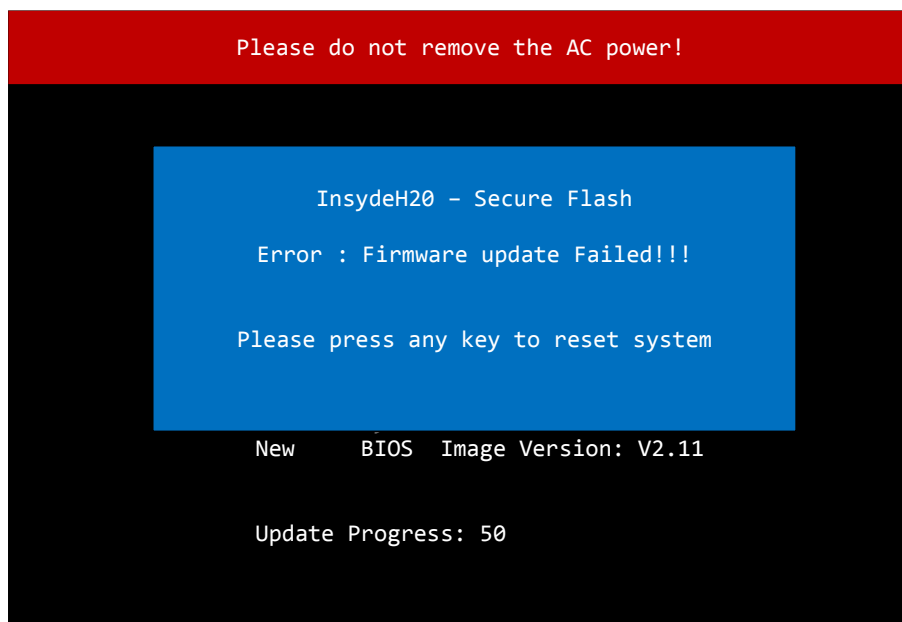 Please do not remove the AC power!
InsydeH20 – Secure Flash
Error : Firmware update Failed!!!
Please press any key to reset system
New BIOS Image Version: V2.11
Update Progress: 50